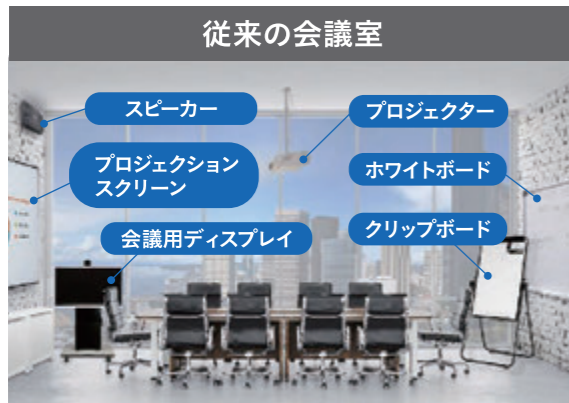 従来の会議室
スピーカー
プロジェクター
プロジェクション
スクリーン
ホワイトボード
会議用ディスプレイ
クリップボード